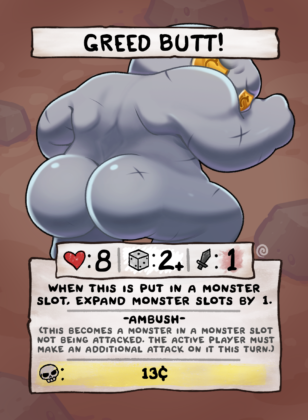 GREED BUTT!
8 2+ 1
WHEN THIS IS PUT IN A MONSTER
SLOT, EXPAND MONSTER SLOTS BY 1.
-AMBUSH-
(THIS BECOMES A MONSTER IN A MONSTER SLOT
NOT BEING ATTACKED. THE ACTIVE PLAYER MUST
MAKE AN ADDITIONAL ATTACK ON IT THIS TURN.)
: 13¢